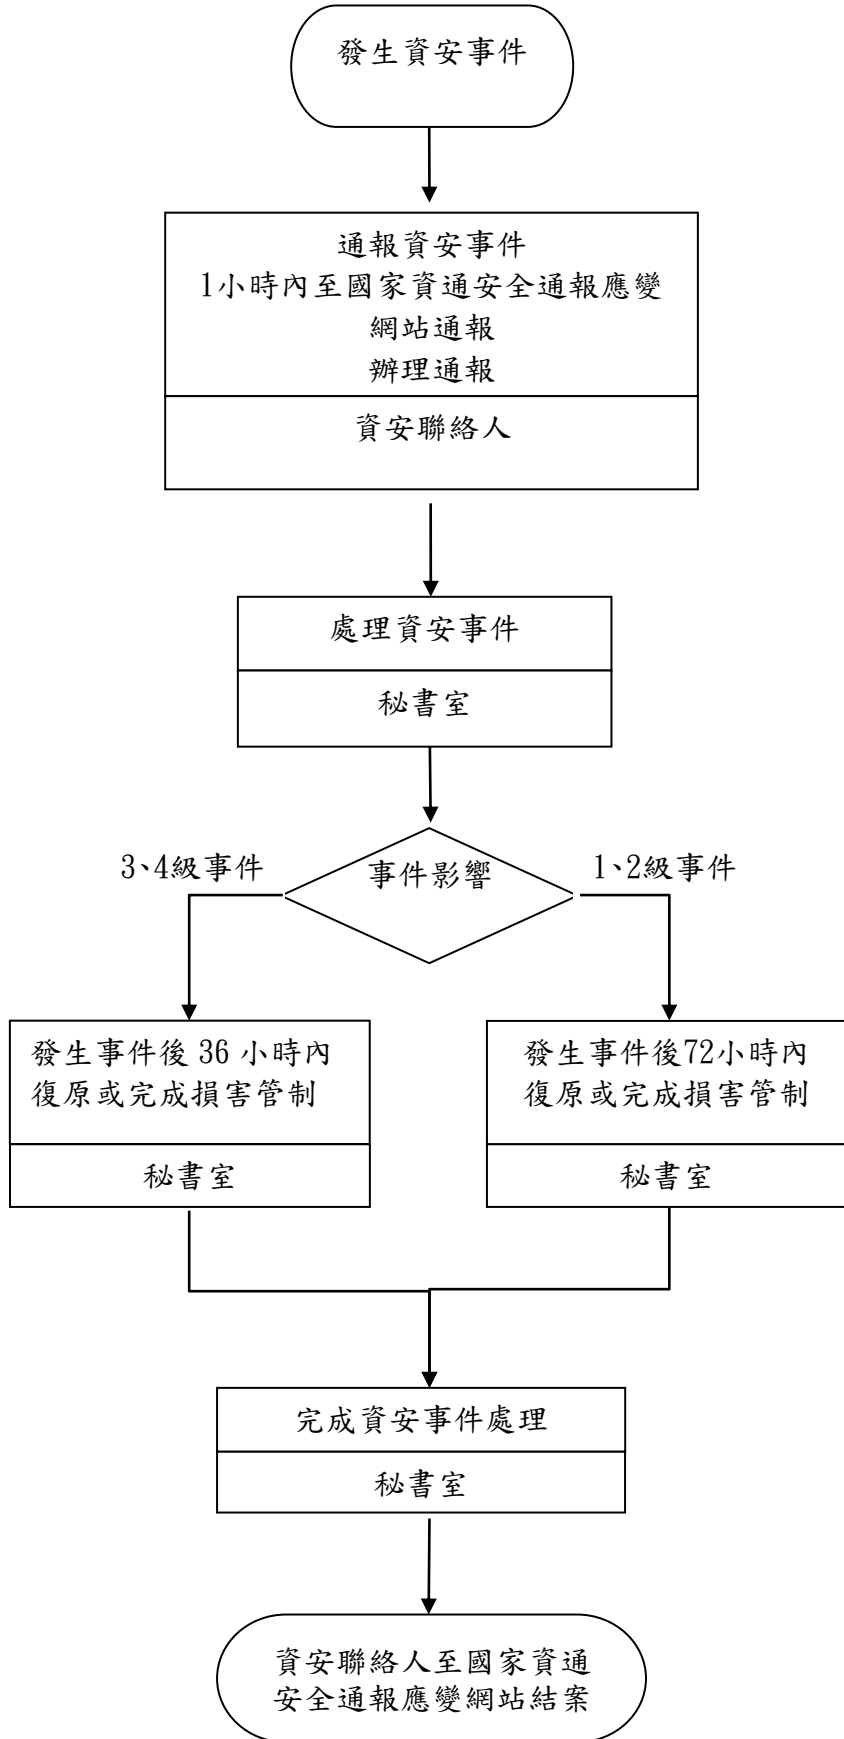 發生資安事件
通報資安事件
1小時內至國家資通安全通報應變
網站通報
辦理通報
資安聯絡人
處理資安事件
秘書室
事件影響
3、4級事件
1、2級事件
發生事件後 36 小時內
復原或完成損害管制
秘書室
發生事件後72小時內
復原或完成損害管制
秘書室
完成資安事件處理
秘書室
資安聯絡人至國家資通
安全通報應變網站結案